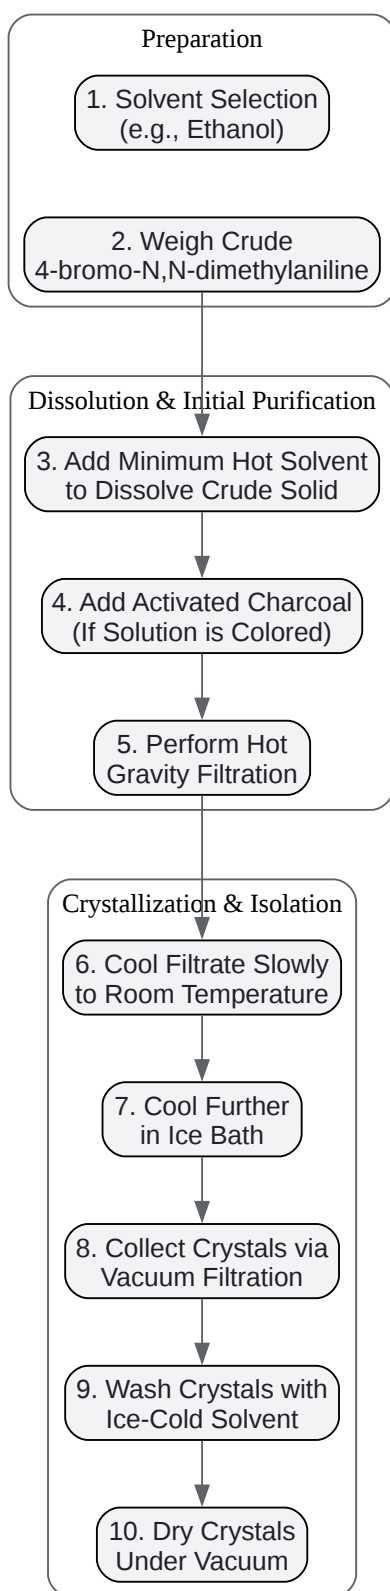 Preparation
1. Solvent Selection
(e.g., Ethanol)
2. Weigh Crude
4-bromo-N,N-dimethylaniline
Dissolution & Initial Purification
3. Add Minimum Hot Solvent
to Dissolve Crude Solid
4. Add Activated Charcoal
(If Solution is Colored)
5. Perform Hot
Gravity Filtration
Crystallization & Isolation
6. Cool Filtrate Slowly
to Room Temperature
7. Cool Further
in Ice Bath
8. Collect Crystals via
Vacuum Filtration
9. Wash Crystals with
Ice-Cold Solvent
10. Dry Crystals
Under Vacuum